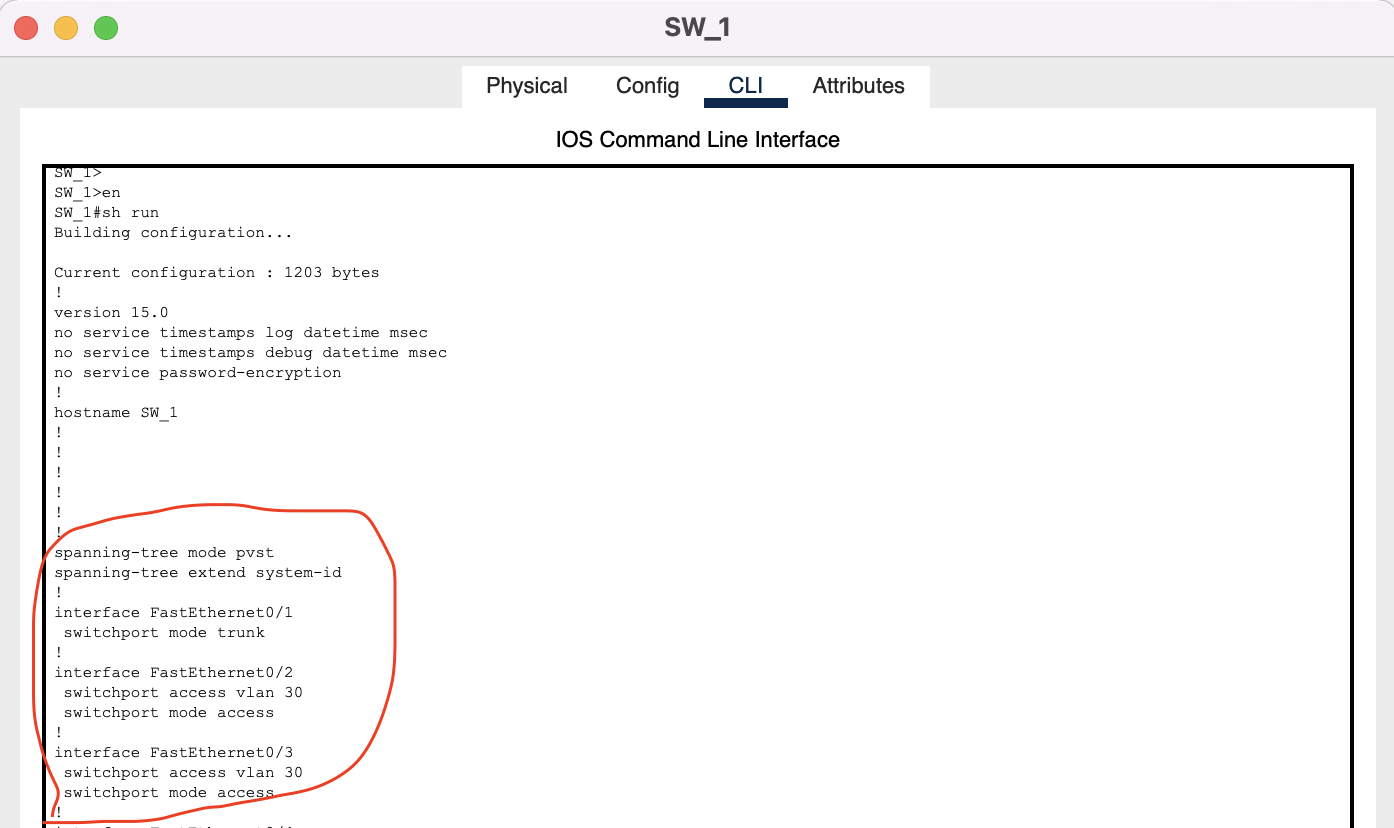 SW_1
Physical Config CLI Attributes
IOS Command Line Interface
SW_1>
SW_1>en
SW_1#sh run
Building configuration...
Current configuration : 1203 bytes
!
version 15.0
no service timestamps log datetime msec
no service timestamps debug datetime msec
no service password-encryption
!
hostname SW_1
!
!
!
!
!
!
spanning-tree mode pvst
spanning-tree extend system-id
!
interface FastEthernet0/1
 switchport mode trunk
!
interface FastEthernet0/2
 switchport access vlan 30
 switchport mode access
!
interface FastEthernet0/3
 switchport access vlan 30
 switchport mode access
!